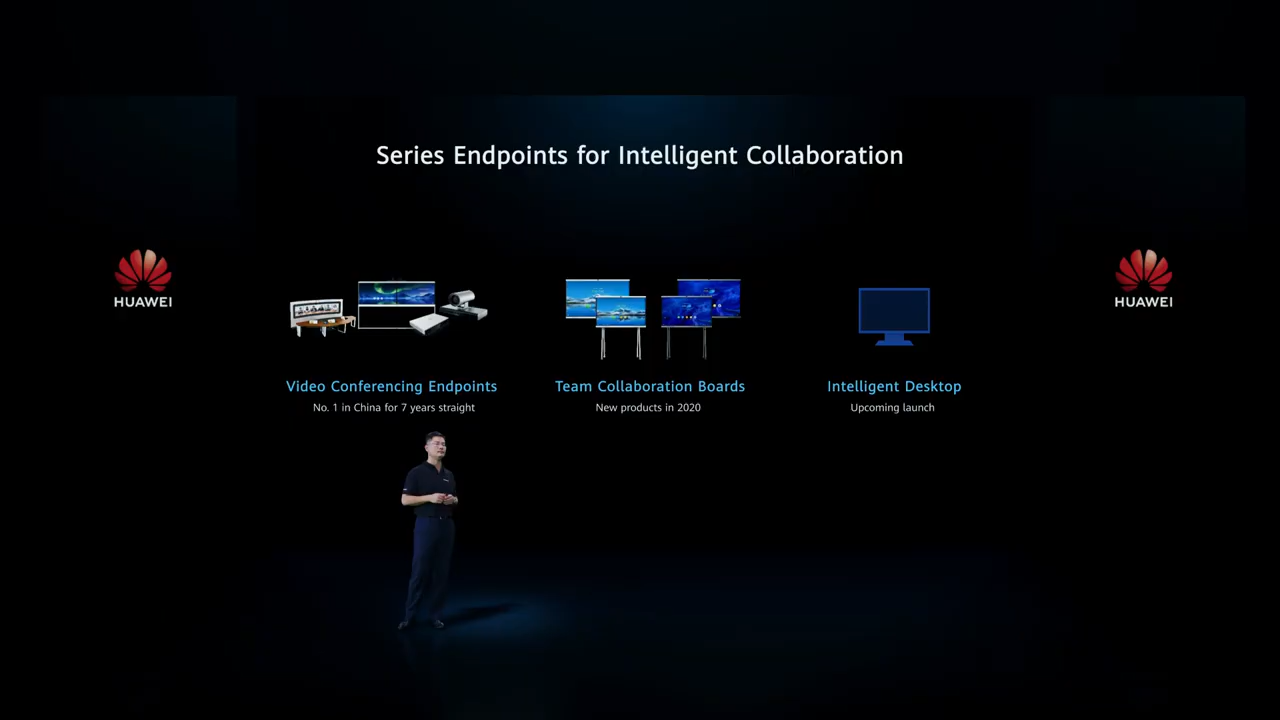 Series Endpoints for Intelligent Collaboration
HUAWEI
HUAWEI
Video Conferencing Endpoints
Team Collaboration Boards
Intelligent Desktop
No. 1 in China for 7 years straight
New products in 2020
Upcoming launch